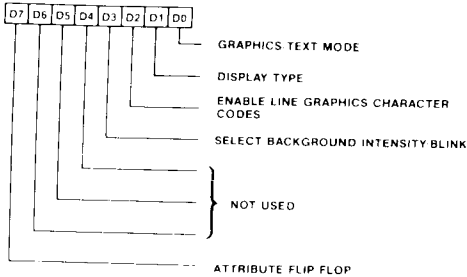 D7 D6 D5 D4 D3 D2 D1 D0
GRAPHICS TEXT MODE
DISPLAY TYPE
ENABLE LINE GRAPHICS CHARACTER
CODES
SELECT BACKGROUND INTENSITY BLINK
NOT USED
ATTRIBUTE FLIP FLOP